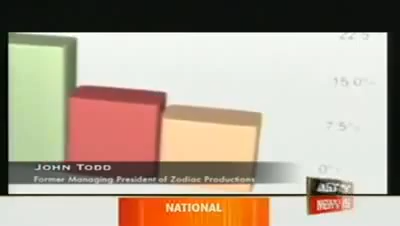 22.5
15.0%
7.5%
0%
JOHN TODD
Former Managing President of Zodiac Productions
NATIONAL